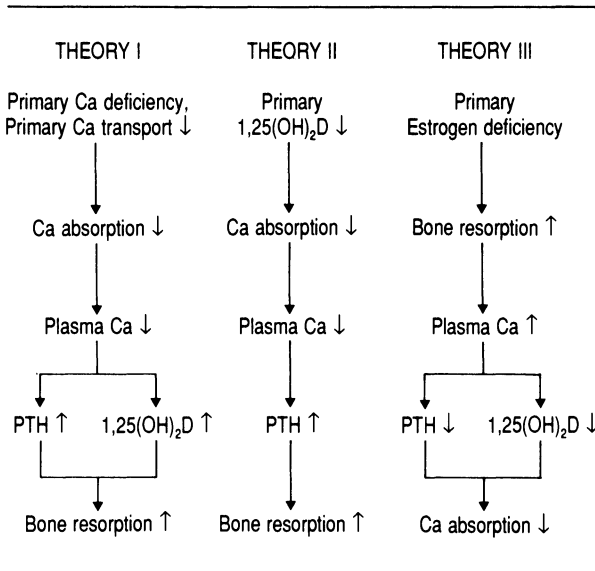 THEORY I
Primary Ca deficiency,
Primary Ca transport ↓
Ca absorption ↓
Plasma Ca ↓
PTH ↑ 1,25(OH)₂D ↑
Bone resorption ↑
THEORY II
Primary
1,25(OH)₂D ↓
Ca absorption ↓
Plasma Ca ↓
PTH ↑
Bone resorption ↑
THEORY III
Primary
Estrogen deficiency
Bone resorption ↑
Plasma Ca ↑
PTH ↓ 1,25(OH)₂D ↓
Ca absorption ↓